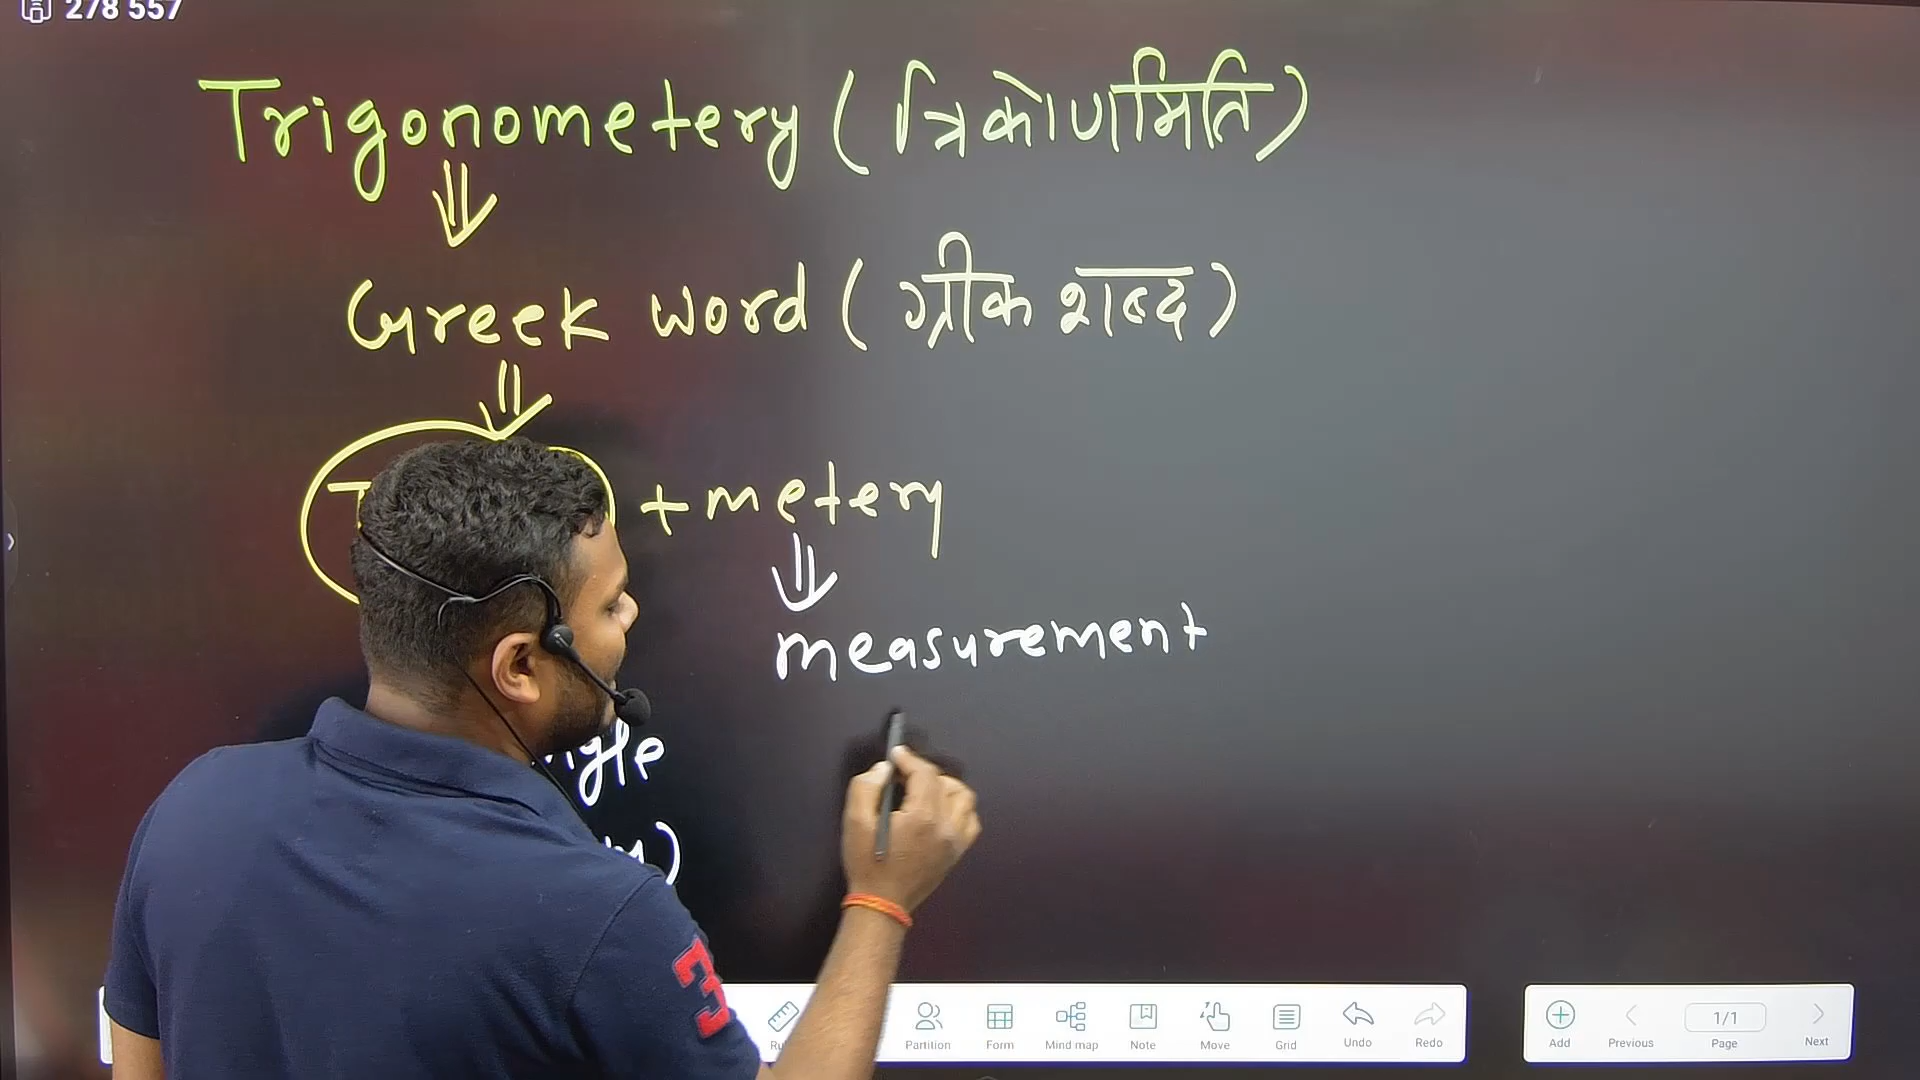 278 557
Trigonometery (त्रिकोणमिति)
Greek word (ग्रीक शब्द)
+ metery
measurement
3
Partition Form Mind map Note Move Grid Undo Redo
Add Previous 1/1 Page Next